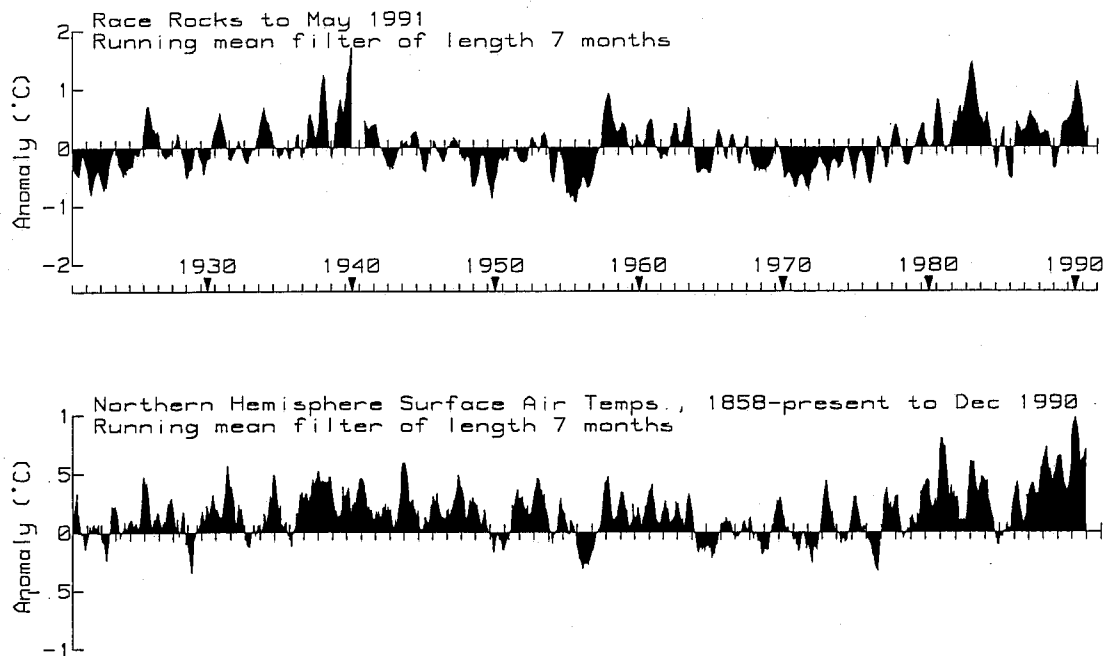 Race Rocks to May 1991
Running mean filter of length 7 months
2
1
0
-1
-2
Anomaly (°C)
1930 1940 1950 1960 1970 1980 1990
Northern Hemisphere Surface Air Temps., 1858-present to Dec 1990
Running mean filter of length 7 months
1
.5
0
.5
-1
Anomaly (°C)